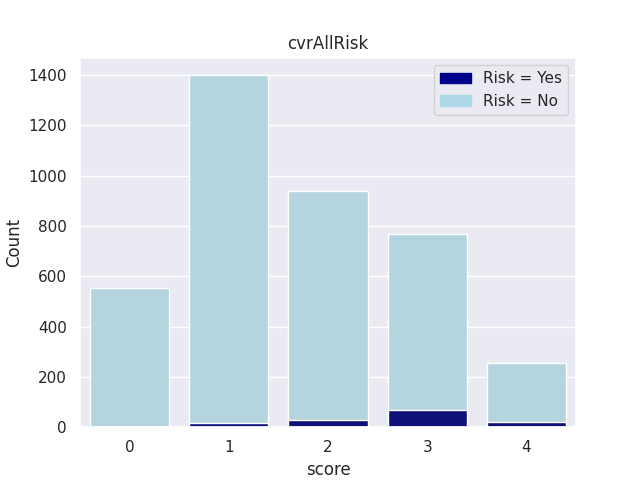 cvrAllRisk
Risk = Yes
Risk = No
1400
1200
1000
800
600
400
200
0
Count
0 1 2 3 4
score